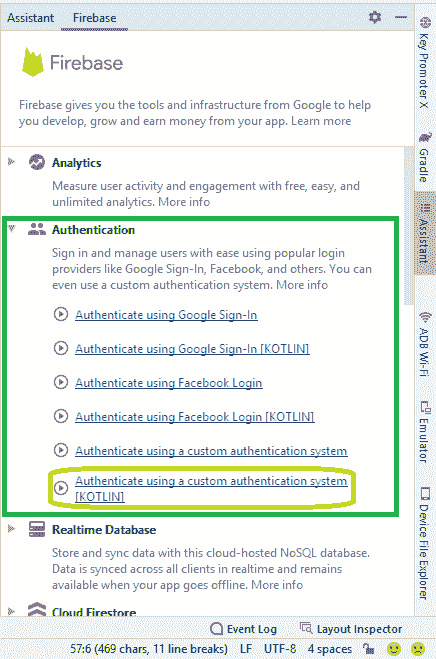 Assistant Firebase
Firebase
Firebase gives you the tools and infrastructure from Google to help
you develop, grow and earn money from your app. Learn more
Analytics
Measure user activity and engagement with free, easy, and
unlimited analytics. More info
Authentication
Sign in and manage users with ease using popular login
providers like Google Sign-In, Facebook, and others. You can
even use a custom authentication system. More info
Authenticate using Google Sign-In
Authenticate using Google Sign-In [KOTLIN]
Authenticate using Facebook Login
Authenticate using Facebook Login [KOTLIN]
Authenticate using a custom authentication system
Authenticate using a custom authentication system
[KOTLIN]
Realtime Database
Store and sync data with this cloud-hosted NoSQL database.
Data is synced across all clients in realtime and remains
available when your app goes offline. More info
Cloud Firestore
Key Promoter X
Gradle
Assistant
ADB Wi-Fi
Emulator
Device File Explorer
Event Log Layout Inspector
57:6 (469 chars, 11 line breaks) LF UTF-8 4 spaces